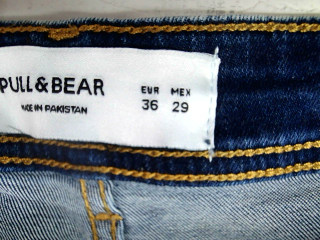 PULL&BEAR
EUR MEX
36 29
MADE IN PAKISTAN